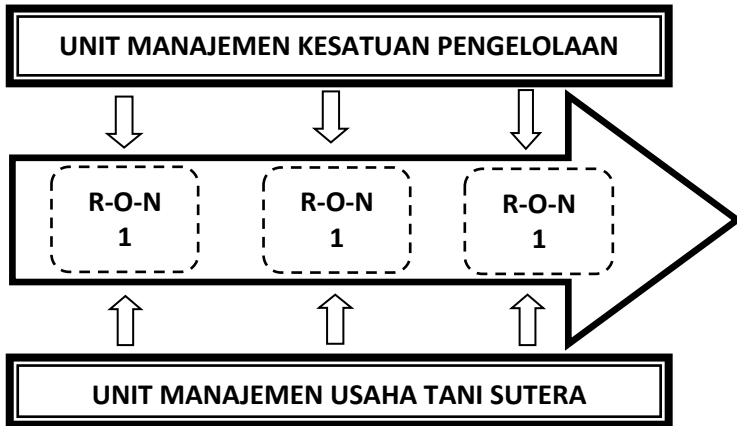 UNIT MANAJEMEN KESATUAN PENGELOLAAN
R-O-N
1
R-O-N
1
R-O-N
1
UNIT MANAJEMEN USAHA TANI SUTERA